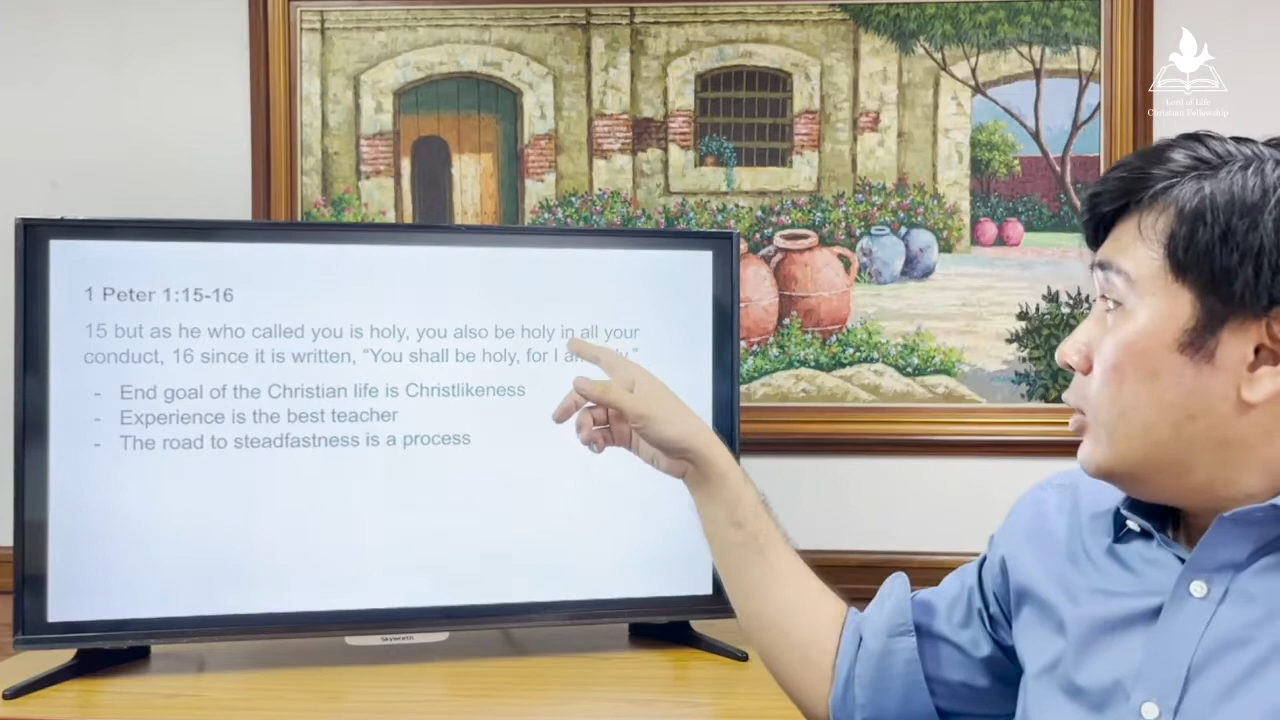 Lord of Life
Christian Fellowship
1 Peter 1:15-16
15 but as he who called you is holy, you also be holy in all your
conduct, 16 since it is written, “You shall be holy, for I
- End goal of the Christian life is Christlikeness
- Experience is the best teacher
- The road to steadfastness is a process
Skyworth